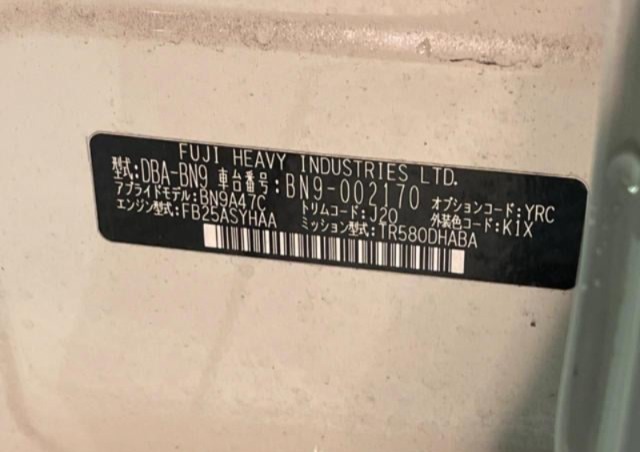 FUJI HEAVY INDUSTRIES LTD.
型式:DBA-BN9 車台番号:BN9-002170
アプライドモデル:BN9A47C トリムコード:J20 オプションコード:YRC
エンジン型式:FB25ASYHAA ミッション型式:TR580DHABA 外装色コード:K1X